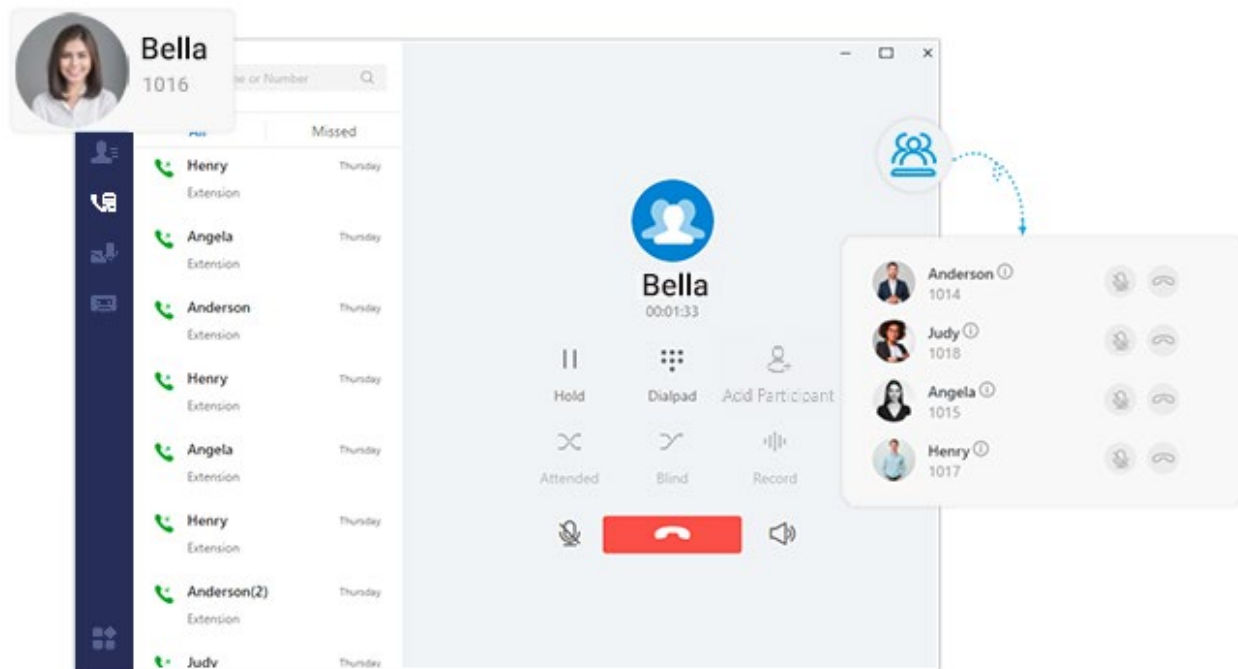 Bella
1016
or Number
All
Missed
Henry
Thursday
Extension
Angela
Thursday
Extension
Anderson
Thursday
Extension
Henry
Thursday
Extension
Angela
Thursday
Extension
Henry
Thursday
Extension
Anderson(2)
Thursday
Extension
Judy
Thursday
Bella
00:01:33
Hold
Dialpad
Add Participant
Attended
Blind
Record
Anderson
1014
Judy
1018
Angela
1015
Henry
1017